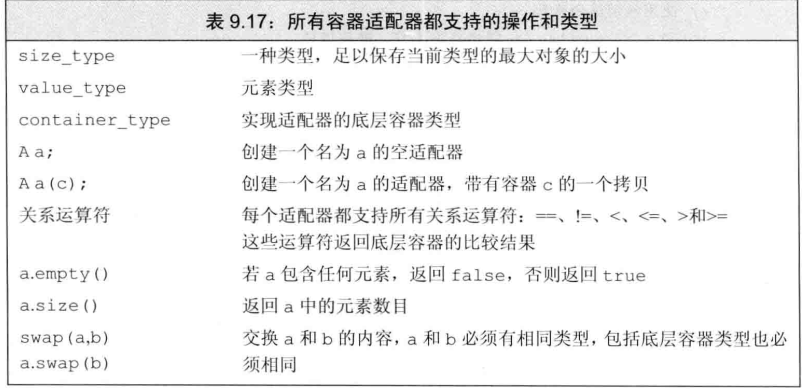 表 9.17：所有容器适配器都支持的操作和类型
size_type 一种类型，足以保存当前类型的最大对象的大小
value_type 元素类型
container_type 实现适配器的底层容器类型
A a; 创建一个名为 a 的空适配器
A a(c); 创建一个名为 a 的适配器，带有容器 c 的一个拷贝
关系运算符 每个适配器都支持所有关系运算符：==、!=、<、<=、>和>=
这些运算符返回底层容器的比较结果
a.empty() 若 a 包含任何元素，返回 false，否则返回 true
a.size() 返回 a 中的元素数目
swap(a,b) 交换 a 和 b 的内容，a 和 b 必须有相同类型，包括底层容器类型也必
a.swap(b) 须相同